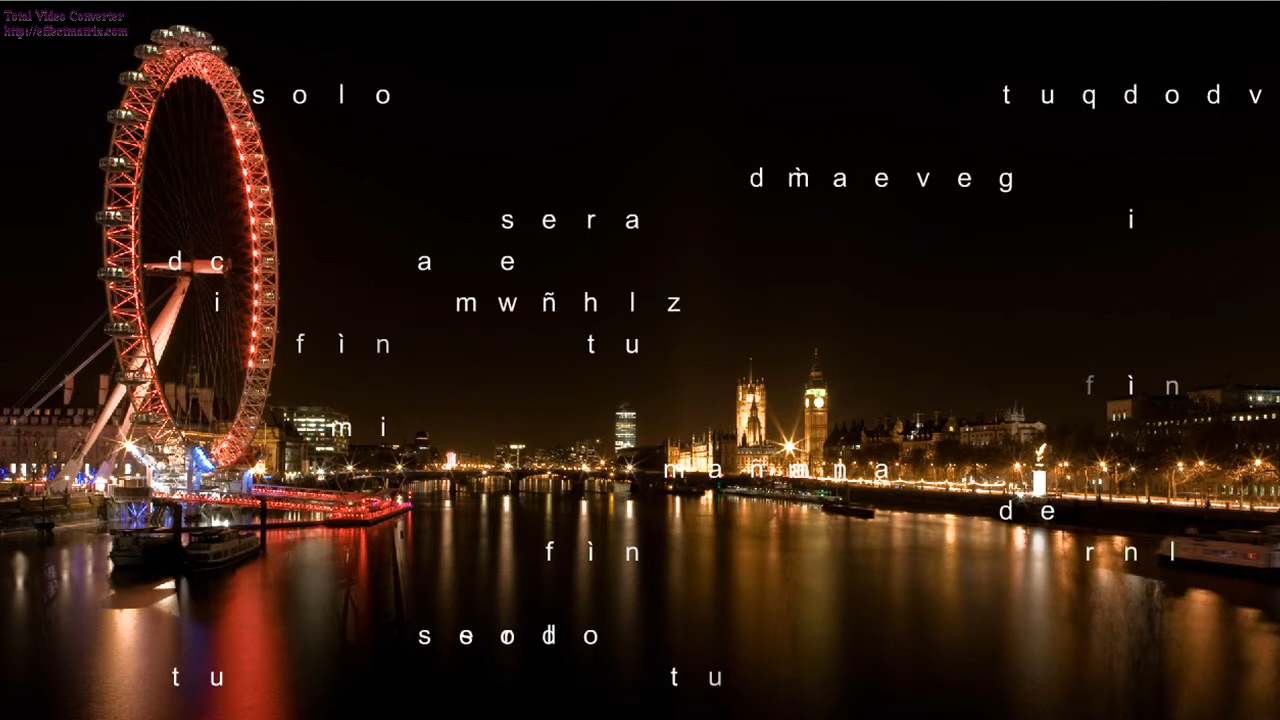 Total Video Converter
http://effectmatrix.com
s o l o
t u q d o d v
d m̀ a e v e g
s e r a
i
d c
a
e
i
m w ñ h l z
f ì n
t u
f ì n
m i
d e
f ì n
r n l
t u
t u